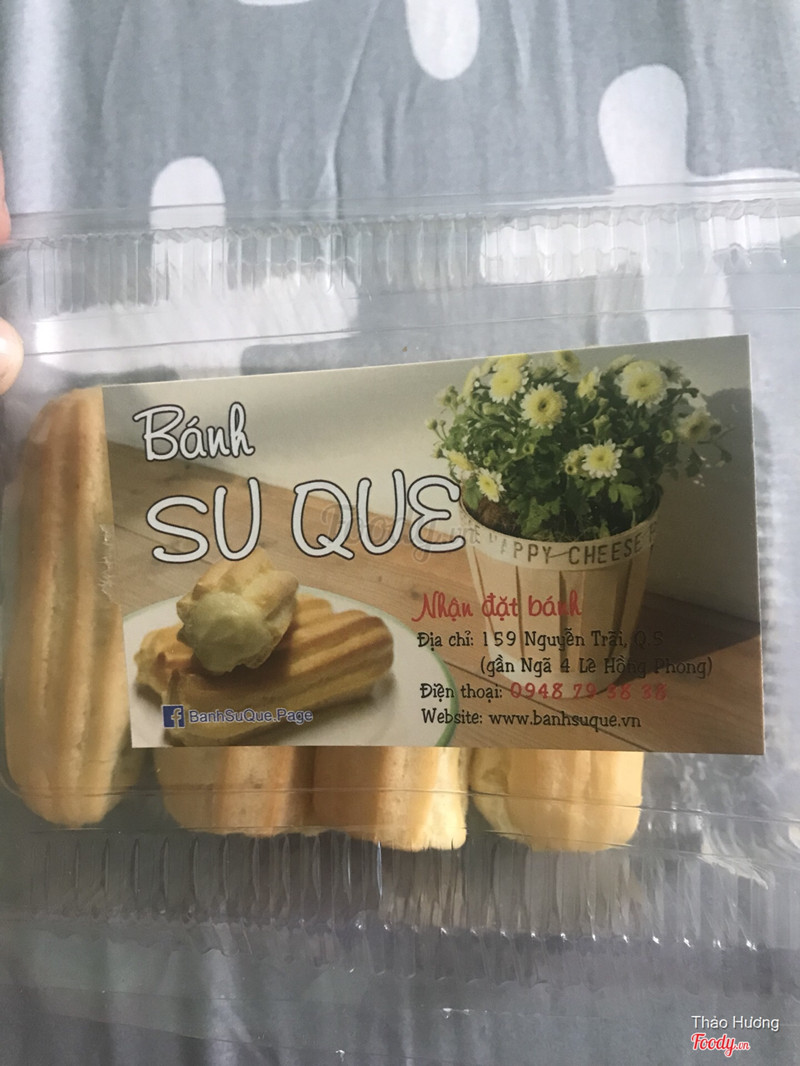 Bánh
SU QUE
APPY CHEESE
Nhận đặt bánh
Địa chỉ: 159 Nguyễn Trãi, Q.5
(gần Ngã 4 Lê Hồng Phong)
Điện thoại: 0948 79 38 38
Website: www.banhsuque.vn
BanhSuQue.Page
Thảo Hương
Foody.vn